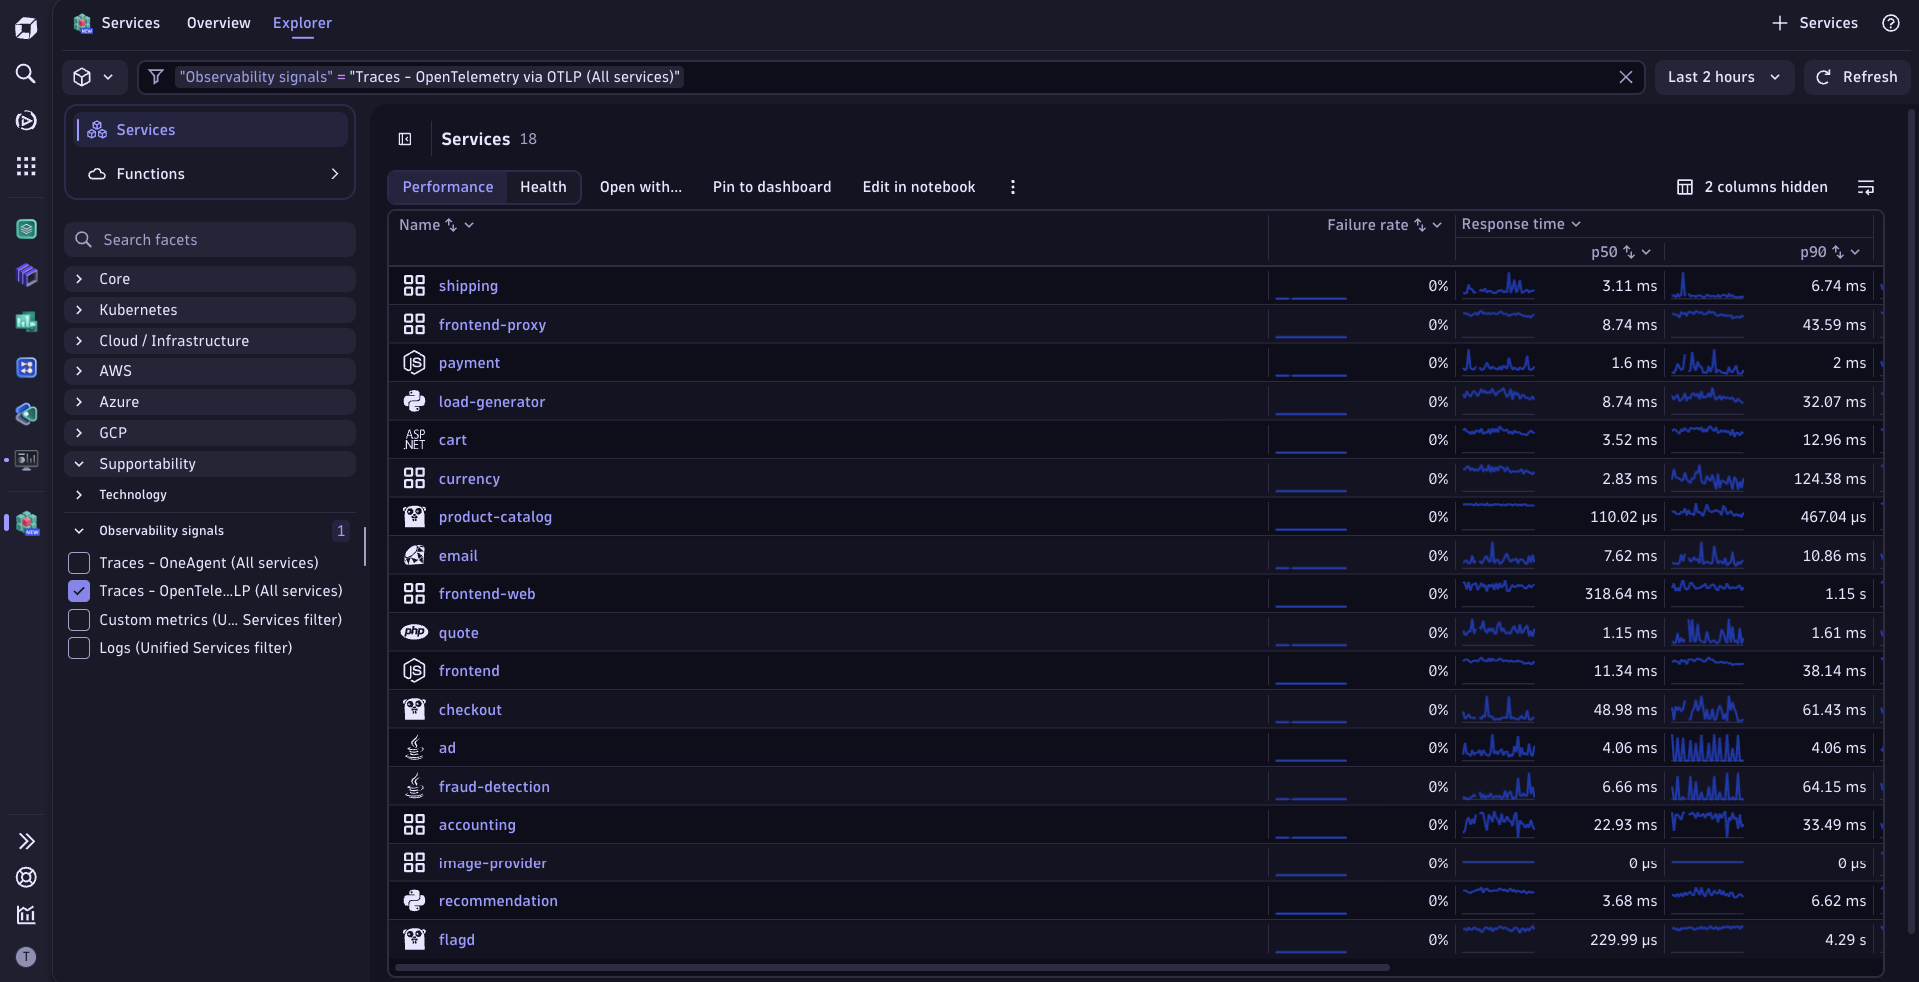 Services Overview Explorer + Services
"Observability signals" = "Traces - OpenTelemetry via OTLP (All services)" Last 2 hours Refresh
Services
Functions
Search facets
Core
Kubernetes
Cloud / Infrastructure
AWS
Azure
GCP
Supportability
Technology
Observability signals 1
Traces - OneAgent (All services)
Traces - OpenTele...LP (All services)
Custom metrics (U... Services filter)
Logs (Unified Services filter)
T
NEW
NEW
Services 18
Performance Health Open with... Pin to dashboard Edit in notebook 2 columns hidden
Name Failure rate Response time
p50 p90
shipping 0% 3.11 ms 6.74 ms
frontend-proxy 0% 8.74 ms 43.59 ms
JS payment 0% 1.6 ms 2 ms
load-generator 0% 8.74 ms 32.07 ms
ASP .NET cart 0% 3.52 ms 12.96 ms
currency 0% 2.83 ms 124.38 ms
product-catalog 0% 110.02 µs 467.04 µs
email 0% 7.62 ms 10.86 ms
frontend-web 0% 318.64 ms 1.15 s
php quote 0% 1.15 ms 1.61 ms
JS frontend 0% 11.34 ms 38.14 ms
checkout 0% 48.98 ms 61.43 ms
ad 0% 4.06 ms 4.06 ms
fraud-detection 0% 6.66 ms 64.15 ms
accounting 0% 22.93 ms 33.49 ms
image-provider 0% 0 µs 0 µs
recommendation 0% 3.68 ms 6.62 ms
flagd 0% 229.99 µs 4.29 s